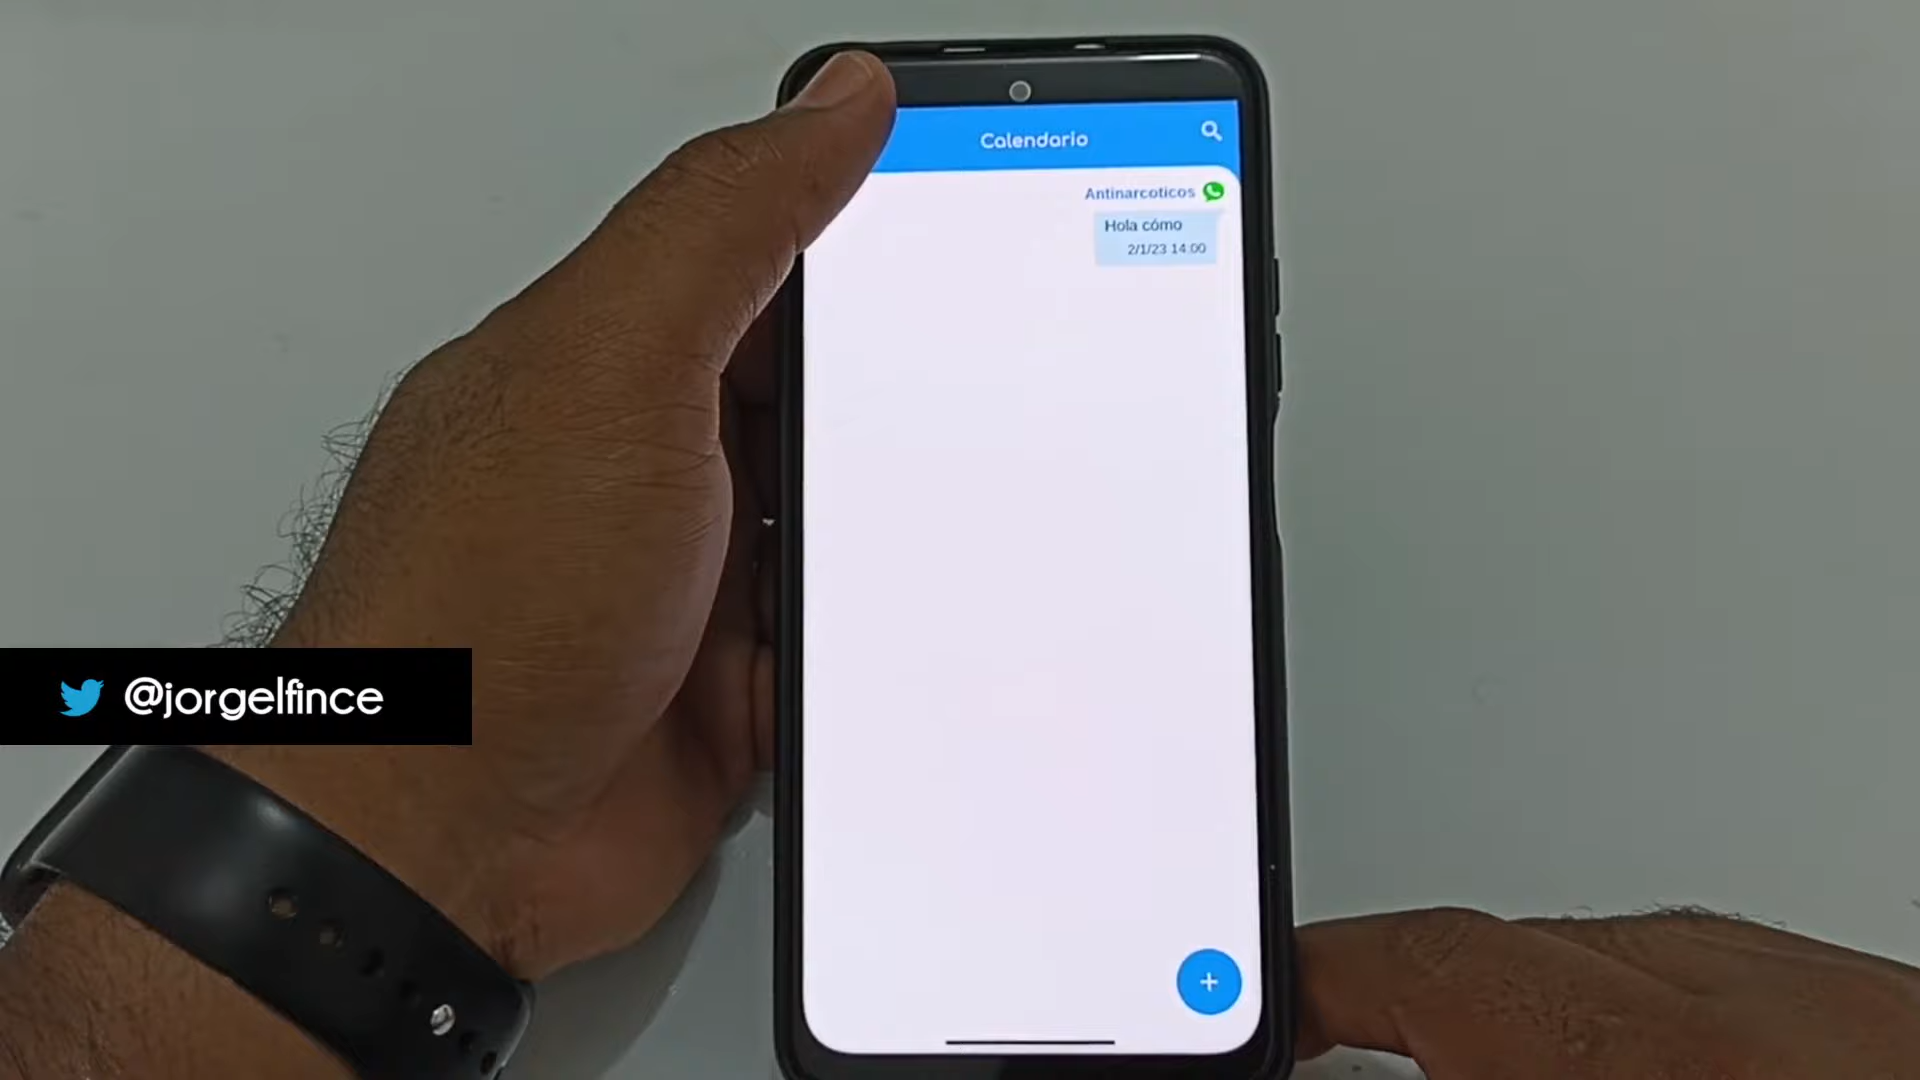 Calendario
Antinarcoticos
Hola cómo
2/1/23 14:00
@jorgelfince